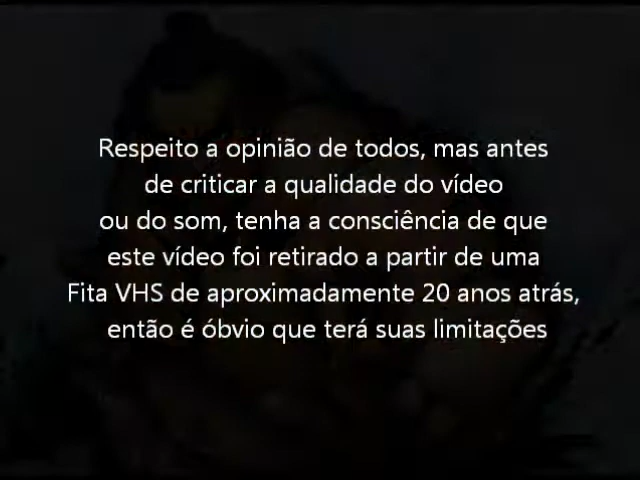 Respeito a opinião de todos, mas antes
de criticar a qualidade do vídeo
ou do som, tenha a consciência de que
este vídeo foi retirado a partir de uma
Fita VHS de aproximadamente 20 anos atrás,
então é óbvio que terá suas limitações